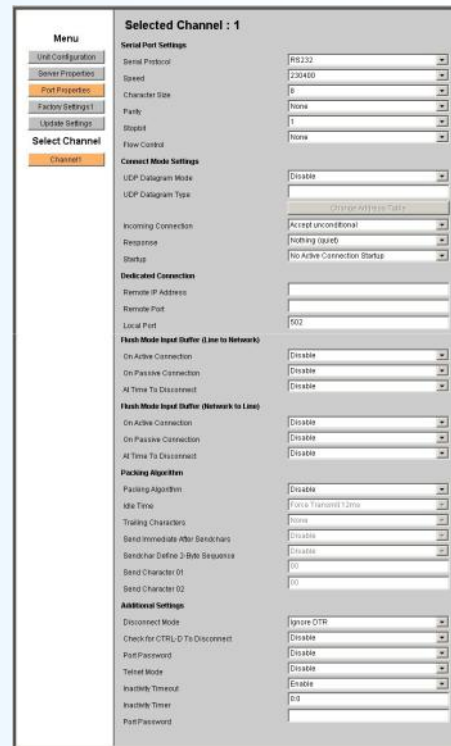 Selected Channel : 1
Menu
Unit Configuration
Server Properties
Port Properties
Factory Settings1
Update Settings
Select Channel
Channel1
Serial Port Settings
Serial Protocol RS232
Speed 230400
Character Size 8
Parity None
Stopbit 1
Flow Control None
Connect Mode Settings
UDP Datagram Mode Disable
UDP Datagram Type
Change Address Table
Incoming Connection Accept unconditional
Response Nothing (quiet)
Startup No Active Connection Startup
Dedicated Connection
Remote IP Address
Remote Port
Local Port 502
Flush Mode Input Buffer (Line to Network)
On Active Connection Disable
On Passive Connection Disable
At Time To Disconnect Disable
Flush Mode Input Buffer (Network to Line)
On Active Connection Disable
On Passive Connection Disable
At Time To Disconnect Disable
Packing Algorithm
Packing Algorithm Disable
Idle Time Force Transmit 12ms
Trailing Characters None
Send Immediate After Sendchars Disable
Sendchar Define 2-Byte Sequence Disable
Send Character 01 00
Send Character 02 00
Additional Settings
Disconnect Mode Ignore DTR
Check for CTRL-D To Disconnect Disable
Port Password Disable
Telnet Mode Disable
Inactivity Timeout Enable
Inactivity Timer 0:0
Port Password